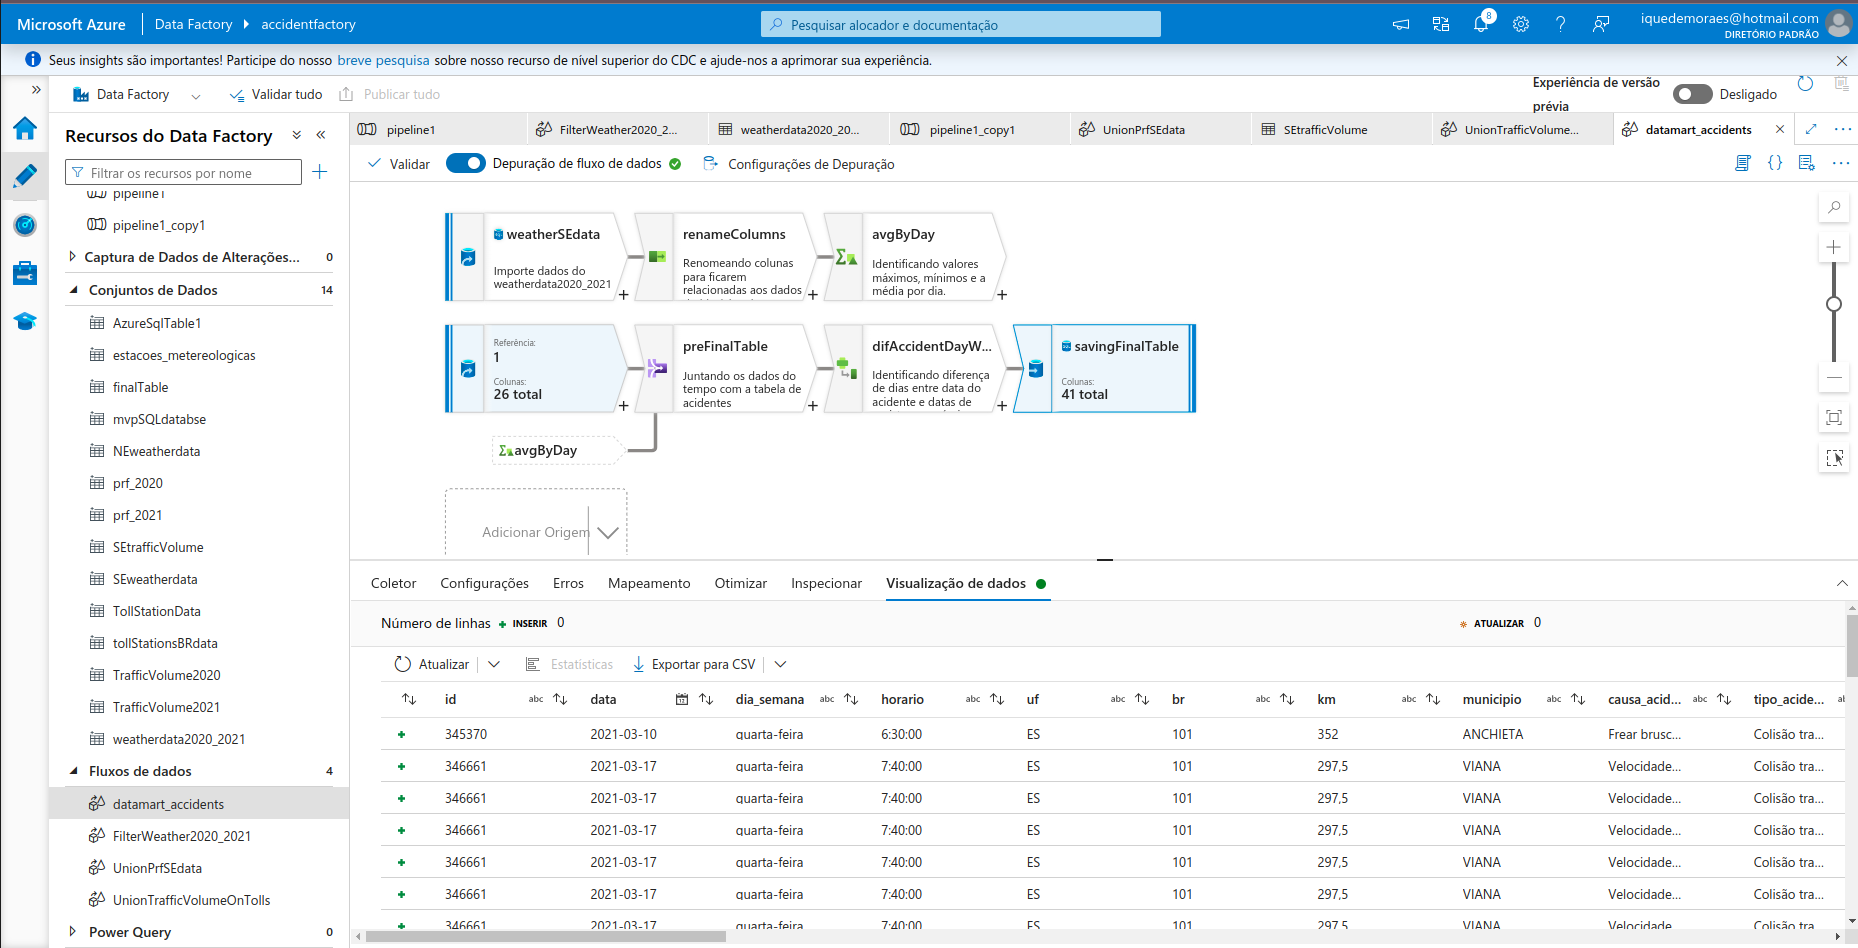 Microsoft Azure
Data Factory
accidentfactory
Pesquisar alocador e documentação
8
iquedemoraes@hotmail.com
DIRETÓRIO PADRÃO
Seus insights são importantes! Participe do nosso breve pesquisa sobre nosso recurso de nível superior do CDC e ajude-nos a aprimorar sua experiência.
Data Factory
Validar tudo
Publicar tudo
Experiência de versão prévia
Desligado
Recursos do Data Factory
Filtrar os recursos por nome
pipeline1
pipeline1_copy1
Captura de Dados de Alterações... 0
Conjuntos de Dados 14
AzureSqlTable1
estacoes_metereologicas
finalTable
mvpSQLdatabse
NEweatherdata
prf_2020
prf_2021
SEtrafficVolume
SEweatherdata
TollStationData
tollStationsBRdata
TrafficVolume2020
TrafficVolume2021
weatherdata2020_2021
Fluxos de dados 4
datamart_accidents
FilterWeather2020_2021
UnionPrfSEdata
UnionTrafficVolumeOnTolls
Power Query 0
pipeline1
FilterWeather2020_2...
weatherdata2020_20...
pipeline1_copy1
UnionPrfSEdata
SEtrafficVolume
UnionTrafficVolume...
datamart_accidents
Validar
Depuração de fluxo de dados
Configurações de Depuração
weatherSEdata
Importe dados do
weatherdata2020_2021
renameColumns
Renomeando colunas
para ficarem
relacionadas aos dados
avgByDay
Identificando valores
máximos, mínimos e a
média por dia.
Referência:
1
Colunas:
26 total
preFinalTable
Juntando os dados do
tempo com a tabela de
acidentes
difAccidentDayW...
Identificando diferença
de dias entre data do
acidente e datas de
savingFinalTable
Colunas:
41 total
avgByDay
Adicionar Origem
Coletor
Configurações
Erros
Mapeamento
Otimizar
Inspecionar
Visualização de dados
Número de linhas
INSERIR 0
ATUALIZAR 0
Atualizar
Estatísticas
Exportar para CSV
id abc data 12 dia_semana abc horario abc uf abc br abc km abc municipio abc causa_acid... abc tipo_acide...
345370 2021-03-10 quarta-feira 6:30:00 ES 101 352 ANCHIETA Frear brusc... Colisão tra...
346661 2021-03-17 quarta-feira 7:40:00 ES 101 297,5 VIANA Velocidade... Colisão tra...
346661 2021-03-17 quarta-feira 7:40:00 ES 101 297,5 VIANA Velocidade... Colisão tra...
346661 2021-03-17 quarta-feira 7:40:00 ES 101 297,5 VIANA Velocidade... Colisão tra...
346661 2021-03-17 quarta-feira 7:40:00 ES 101 297,5 VIANA Velocidade... Colisão tra...
346661 2021-03-17 quarta-feira 7:40:00 ES 101 297,5 VIANA Velocidade... Colisão tra...
346661 2021-03-17 quarta-feira 7:40:00 ES 101 297,5 VIANA Velocidade... Colisão tra...